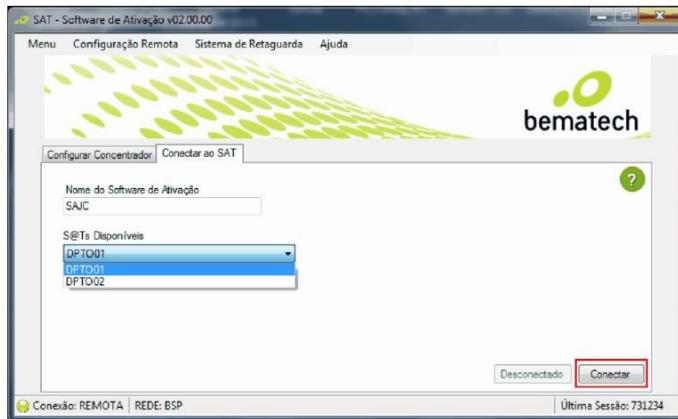 SAT - Software de Ativação v02.00.00
Menu Configuração Remota Sistema de Retaguarda Ajuda
bematech
Configurar Concentrador Conectar ao SAT
?
Nome do Software de Ativação
SAJC
S@Ts Disponíveis
DPTO01
DPTO01
DPTO02
Desconectado Conectar
Conexão: REMOTA REDE: BSP Última Sessão: 731234